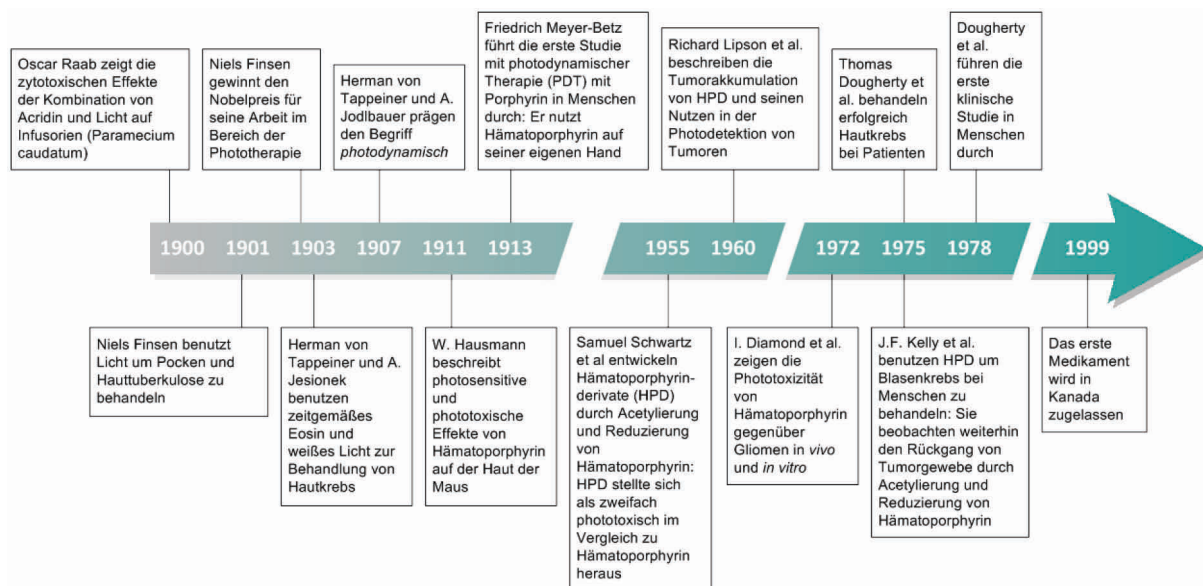 Oscar Raab zeigt die
zytotoxischen Effekte
der Kombination von
Acridin und Licht auf
Infusorien (Paramecium
caudatum)
Niels Finsen
gewinnt den
Nobelpreis für
seine Arbeit im
Bereich der
Phototherapie
Herman von
Tappeiner und A.
Jodlbauer prägen
den Begriff
photodynamisch
Friedrich Meyer-Betz
führt die erste Studie
mit photodynamischer
Therapie (PDT) mit
Porphyrin in Menschen
durch: Er nutzt
Hämatoporphyrin auf
seiner eigenen Hand
Richard Lipson et al.
beschreiben die
Tumorakkumulation
von HPD und seinen
Nutzen in der
Photodetektion von
Tumoren
Thomas
Dougherty et
al. behandeln
erfolgreich
Hautkrebs
bei Patienten
Dougherty
et al.
führen die
erste
klinische
Studie in
Menschen
durch
1900 1901 1903 1907 1911 1913 1955 1960 1972 1975 1978 1999
Niels Finsen benutzt
Licht um Pocken und
Hauttuberkulose zu
behandeln
Herman von
Tappeiner und A.
Jesionek
benutzen
zeitgemäßes
Eosin und
weißes Licht zur
Behandlung von
Hautkrebs
W. Hausmann
beschreibt
photosensitive
und
phototoxische
Effekte von
Hämatoporphyrin
auf der Haut der
Maus
Samuel Schwartz
et al entwickeln
Hämatoporphyrin-
derivate (HPD)
durch Acetylierung
und Reduzierung
von
Hämatoporphyrin:
HPD stellte sich
als zweifach
phototoxisch im
Vergleich zu
Hämatoporphyrin
heraus
I. Diamond et al.
zeigen die
Phototoxizität
von
Hämatoporphyrin
gegenüber
Gliomen in vivo
und in vitro
J.F. Kelly et al.
benutzen HPD um
Blasenkrebs bei
Menschen zu
behandeln: Sie
beobachten weiterhin
den Rückgang von
Tumorgewebe durch
Acetylierung und
Reduzierung von
Hämatoporphyrin
Das erste
Medikament
wird in
Kanada
zugelassen